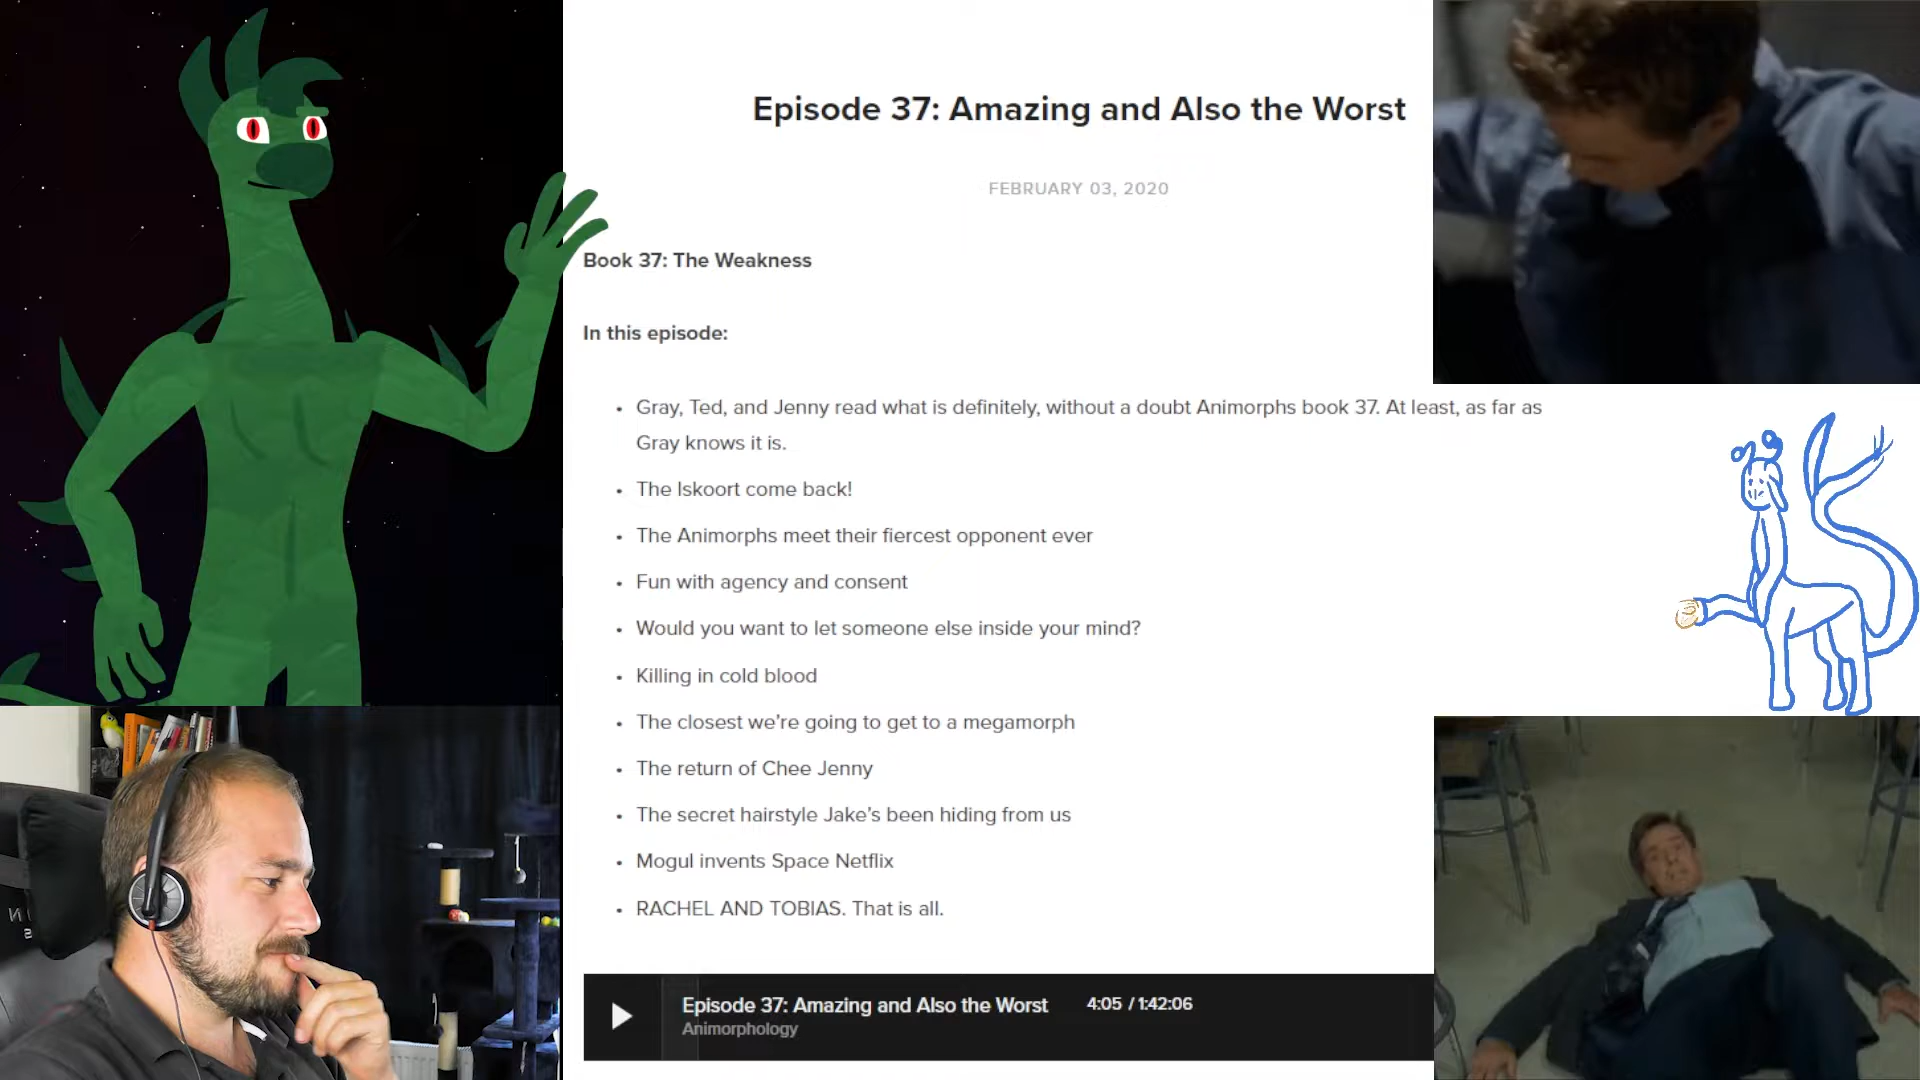 Episode 37: Amazing and Also the Worst
FEBRUARY 03, 2020
Book 37: The Weakness
In this episode:
• Gray, Ted, and Jenny read what is definitely, without a doubt Animorphs book 37. At least, as far as
Gray knows it is.
• The Iskoort come back!
• The Animorphs meet their fiercest opponent ever
• Fun with agency and consent
• Would you want to let someone else inside your mind?
• Killing in cold blood
• The closest we're going to get to a megamorph
• The return of Chee Jenny
• The secret hairstyle Jake's been hiding from us
• Mogul invents Space Netflix
• RACHEL AND TOBIAS. That is all.
Episode 37: Amazing and Also the Worst 4:05 / 1:42:06
Animorphology